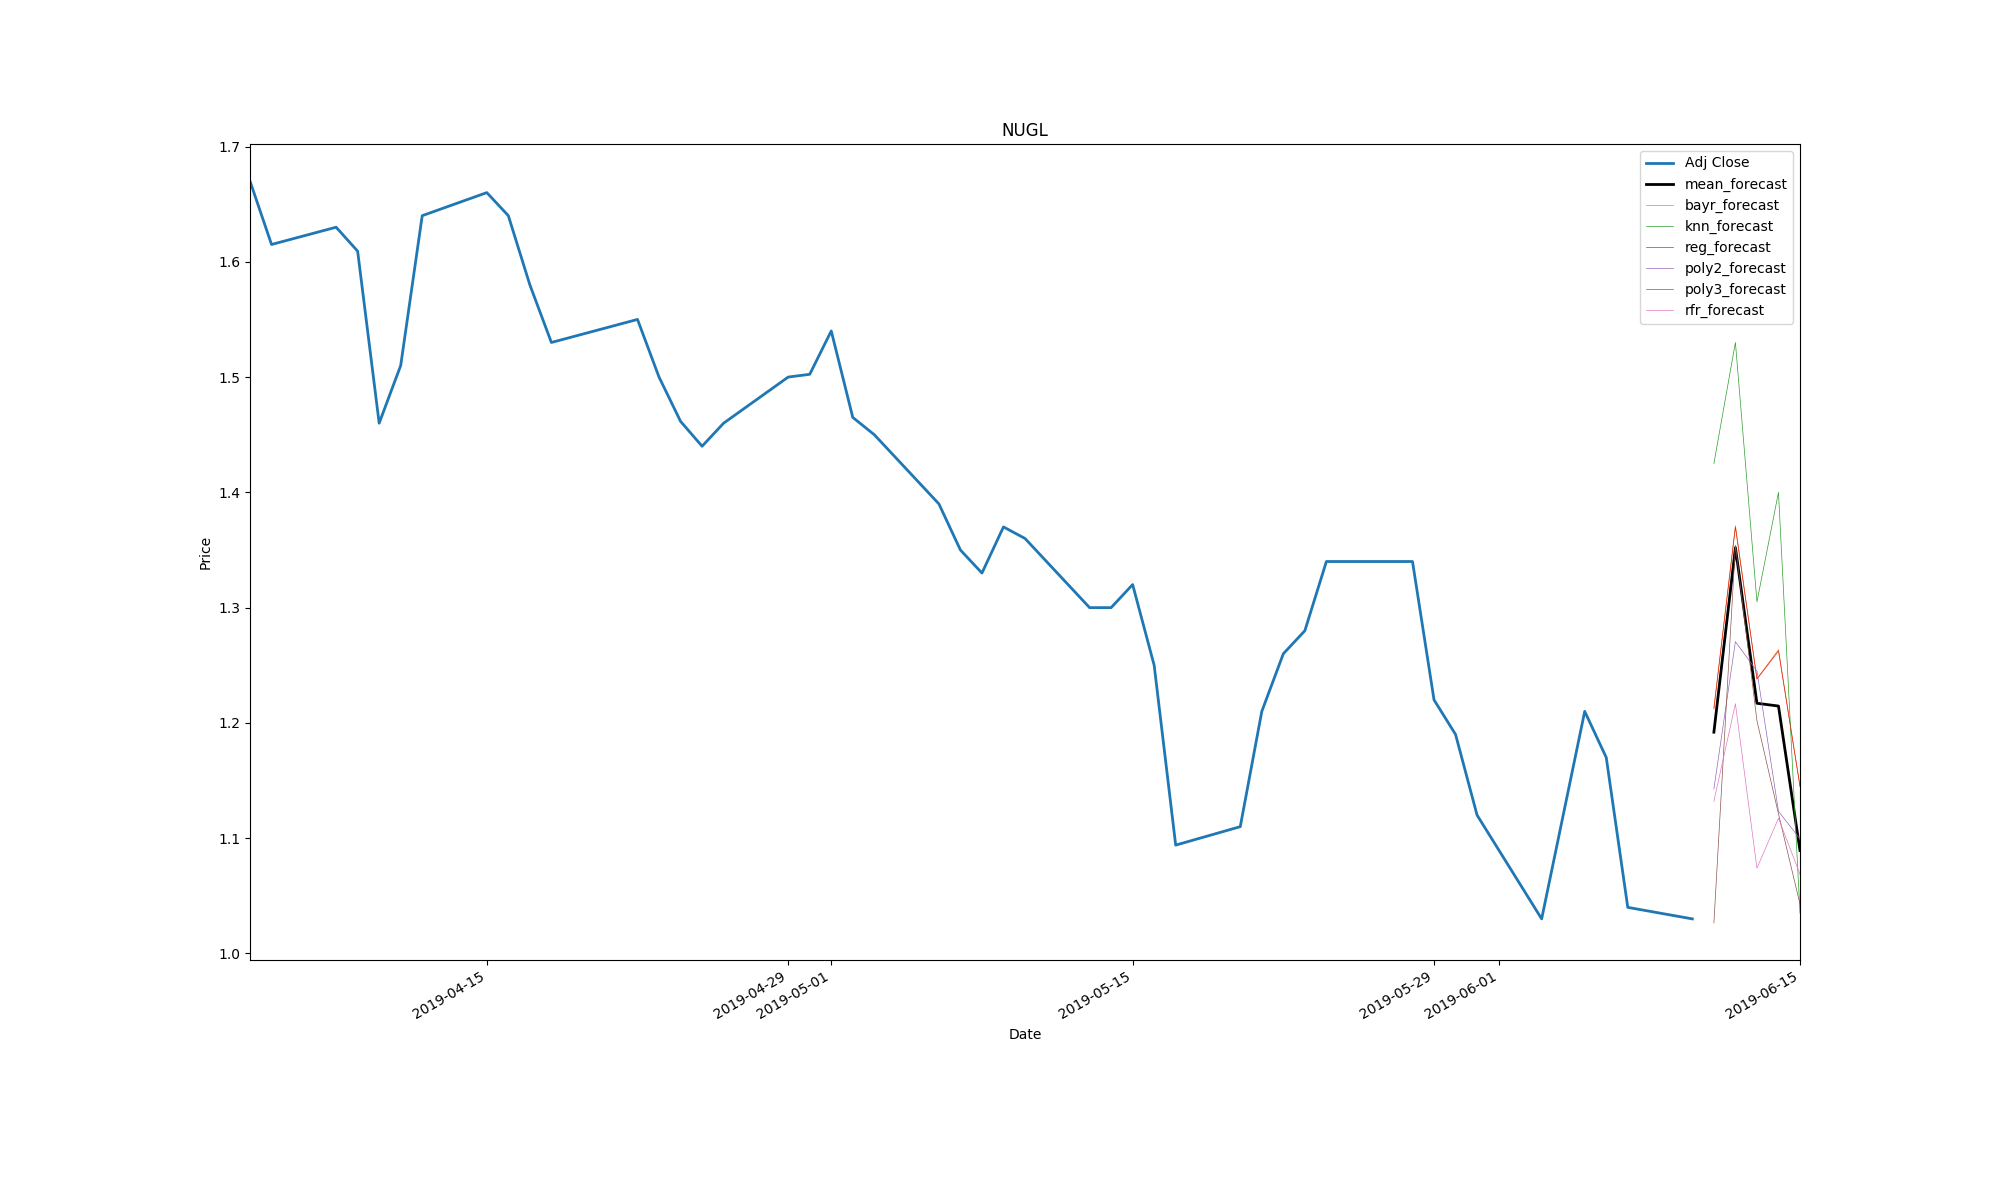 NUGL
1.7
1.6
1.5
1.4
1.3
1.2
1.1
1.0
Price
Adj Close
mean_forecast
bayr_forecast
knn_forecast
reg_forecast
poly2_forecast
poly3_forecast
rfr_forecast
2019-04-15
2019-04-29
2019-05-01
2019-05-15
2019-05-29
2019-06-01
2019-06-15
Date